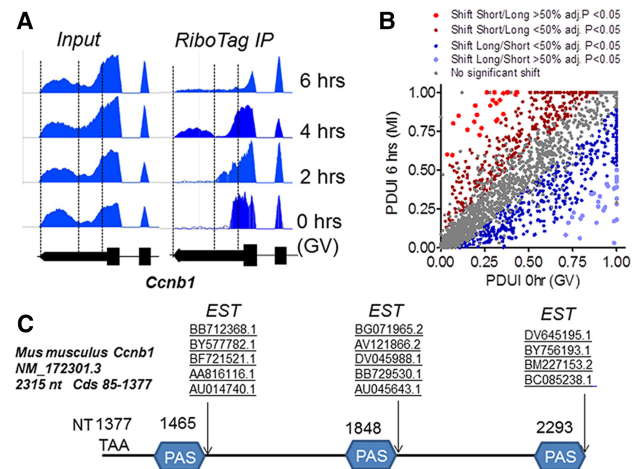 A
Input
RiboTag IP
6 hrs
4 hrs
2 hrs
0 hrs
(GV)
Ccnb1
B
Shift Short/Long >50% adj.P <0.05
Shift Short/Long <50% adj. P<0.05
Shift Long/Short <50% adj. P<0.05
Shift Long/Short >50% adj. P<0.05
No significant shift
PDUI 6 hrs (MI)
1.00
0.75
0.50
0.25
0.00
0.00 0.25 0.50 0.75 1.00
PDUI 0hr (GV)
C
Mus musculus Ccnb1
NM_172301.3
2315 nt Cds 85-1377
EST
BB712368.1
BY577782.1
BF721521.1
AA816116.1
AU014740.1
EST
BG071965.2
AV121866.2
DV045988.1
BB729530.1
AU045643.1
EST
DV645195.1
BY756193.1
BM227153.2
BC085238.1
NT 1377
TAA
1465
PAS
1848
PAS
2293
PAS